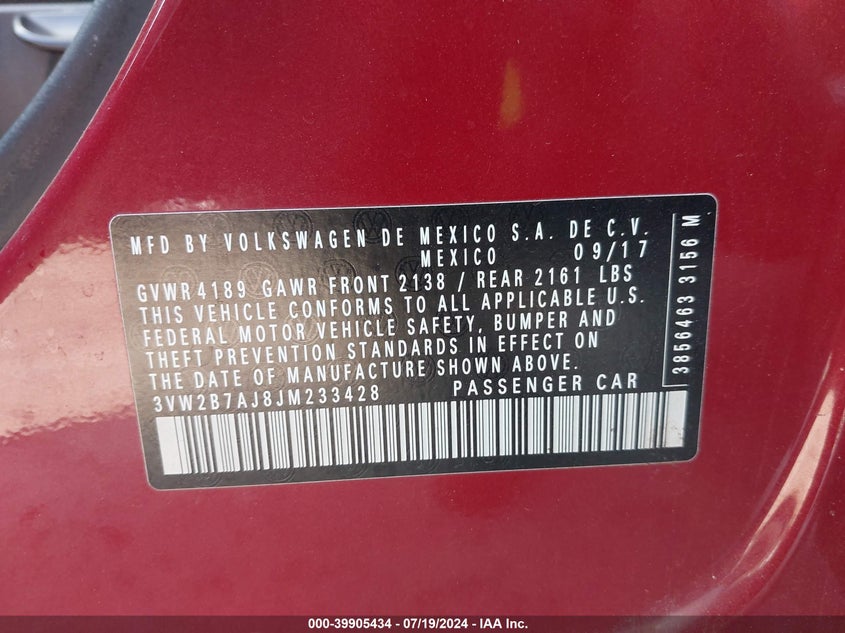 MFD BY VOLKSWAGEN DE MEXICO S.A. DE C.V.
MEXICO 09/17
GVWR 4189 GAWR FRONT 2138 / REAR 2161 LBS
THIS VEHICLE CONFORMS TO ALL APPLICABLE U.S.
FEDERAL MOTOR VEHICLE SAFETY, BUMPER AND
THEFT PREVENTION STANDARDS IN EFFECT ON
THE DATE OF MANUFACTURE SHOWN ABOVE.
3VW2B7AJ8JM233428 PASSENGER CAR
3856463 3156 M
000-39905434 - 07/19/2024 - IAA Inc.